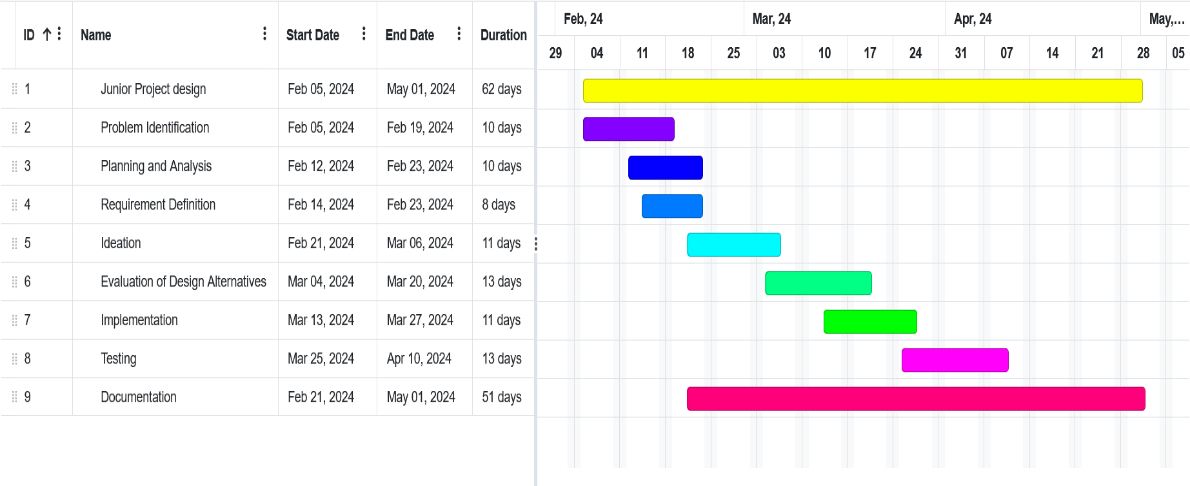 Feb, 24 Mar, 24 Apr, 24 May,...
ID Name Start Date End Date Duration
29 04 11 18 25 03 10 17 24 31 07 14 21 28 05
1 Junior Project design Feb 05, 2024 May 01, 2024 62 days
2 Problem Identification Feb 05, 2024 Feb 19, 2024 10 days
3 Planning and Analysis Feb 12, 2024 Feb 23, 2024 10 days
4 Requirement Definition Feb 14, 2024 Feb 23, 2024 8 days
5 Ideation Feb 21, 2024 Mar 06, 2024 11 days
6 Evaluation of Design Alternatives Mar 04, 2024 Mar 20, 2024 13 days
7 Implementation Mar 13, 2024 Mar 27, 2024 11 days
8 Testing Mar 25, 2024 Apr 10, 2024 13 days
9 Documentation Feb 21, 2024 May 01, 2024 51 days